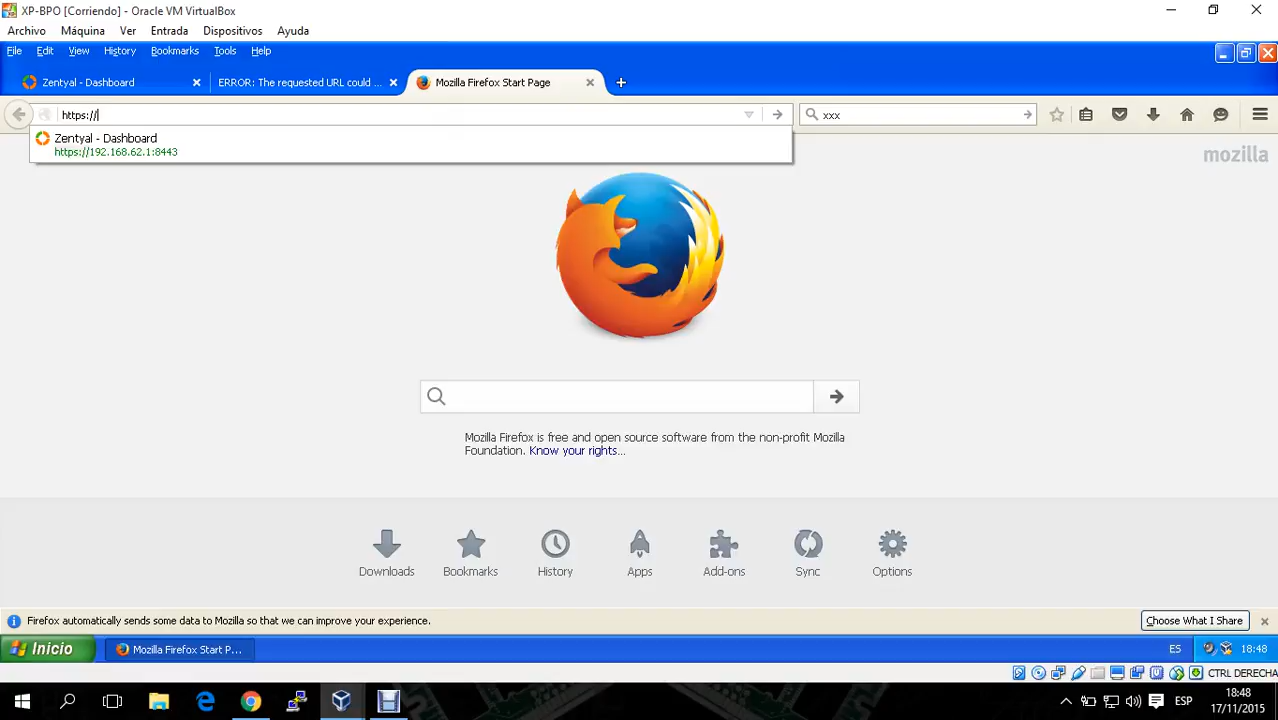 XP-BPO [Corriendo] - Oracle VM VirtualBox
Archivo Máquina Ver Entrada Dispositivos Ayuda
File Edit View History Bookmarks Tools Help
Zentyal - Dashboard
ERROR: The requested URL could ...
Mozilla Firefox Start Page
https://
xxx
Zentyal - Dashboard
https://192.168.62.1:8443
mozilla
Mozilla Firefox is free and open source software from the non-profit Mozilla
Foundation. Know your rights...
Downloads Bookmarks History Apps Add-ons Sync Options
Firefox automatically sends some data to Mozilla so that we can improve your experience.
Choose What I Share
Inicio
Mozilla Firefox Start P...
ES
18:48
CTRL DERECHA
ESP
18:48
17/11/2015